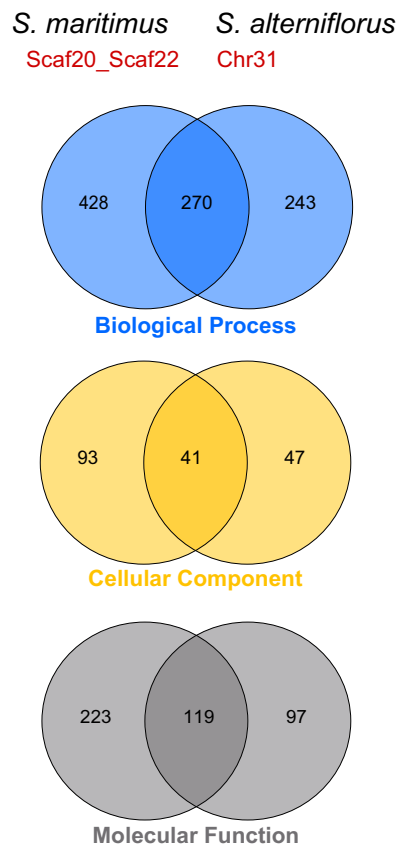 S. maritimus S. alterniflorus
Scaf20_Scaf22 Chr31
428 270 243
Biological Process
93 41 47
Cellular Component
223 119 97
Molecular Function